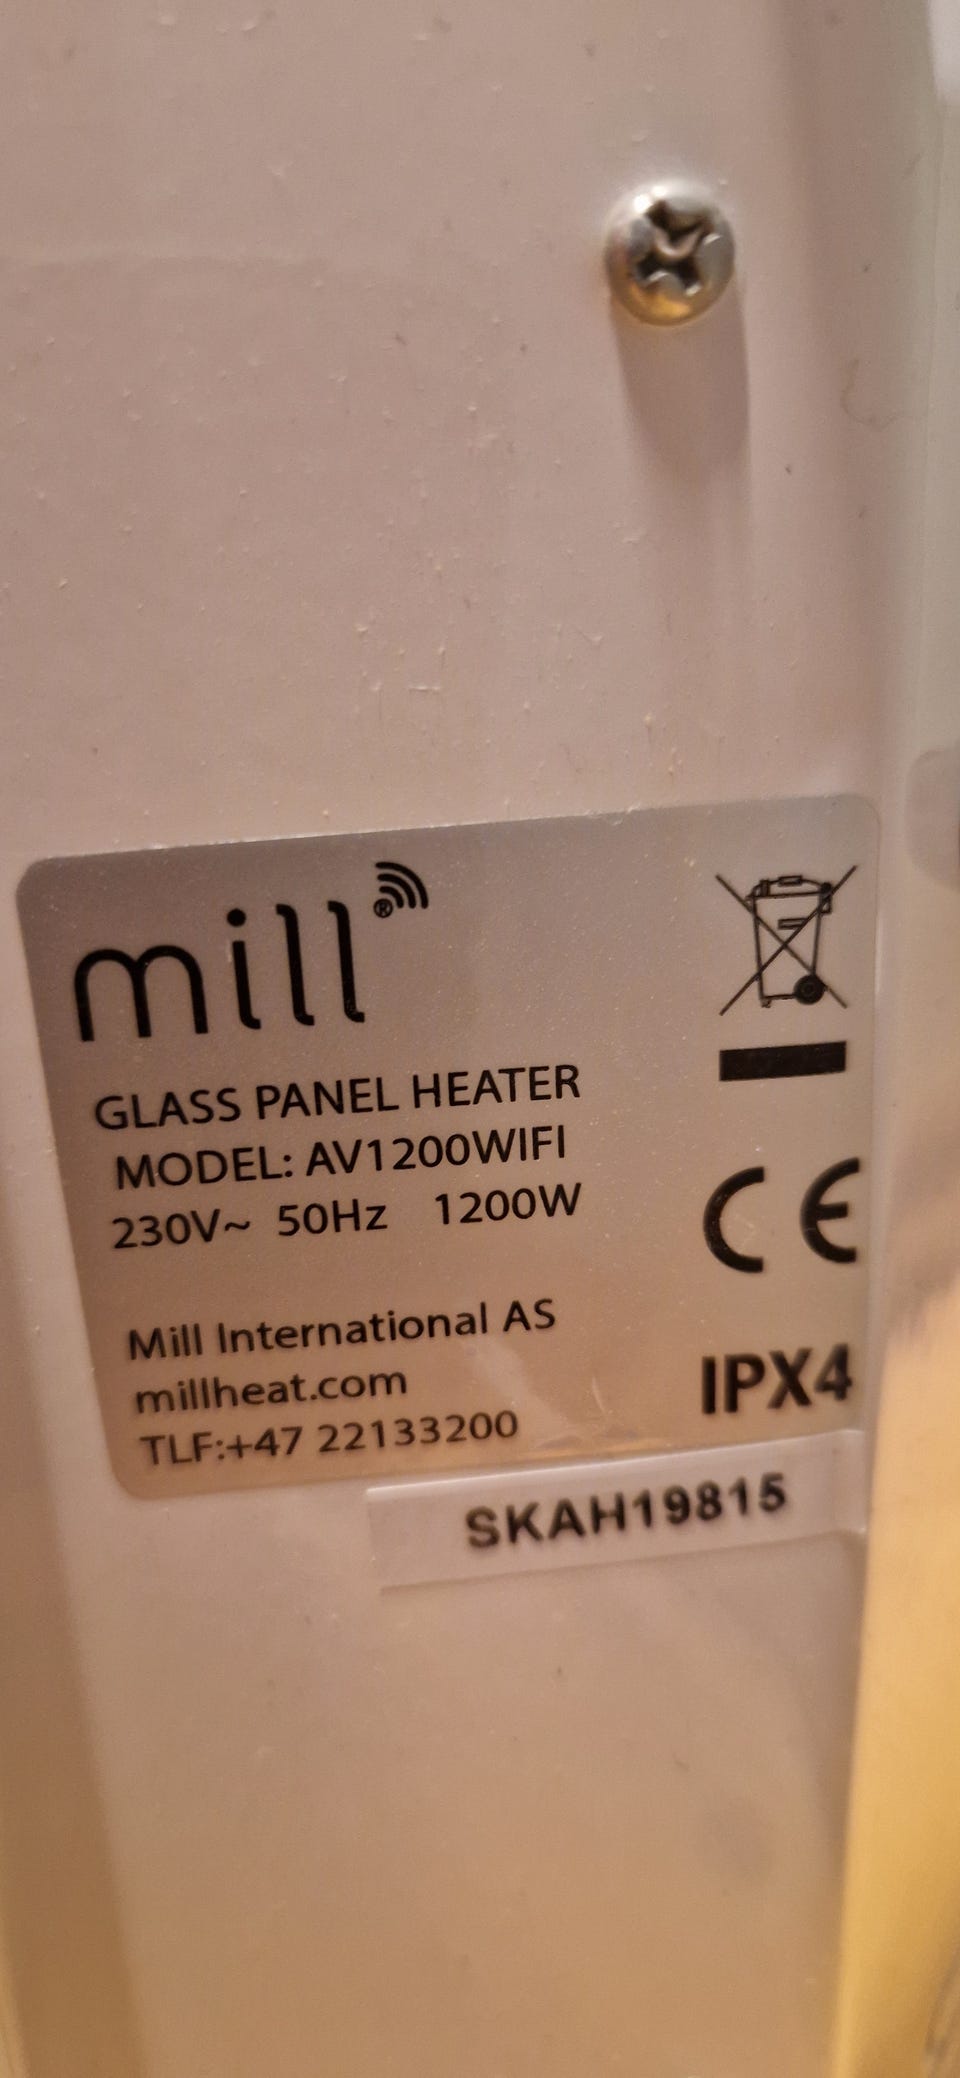 mill®
GLASS PANEL HEATER
MODEL: AV1200WIFI
230V~ 50Hz 1200W
Mill International AS
millheat.com
TLF:+47 22133200
CE
IPX4
SKAH19815